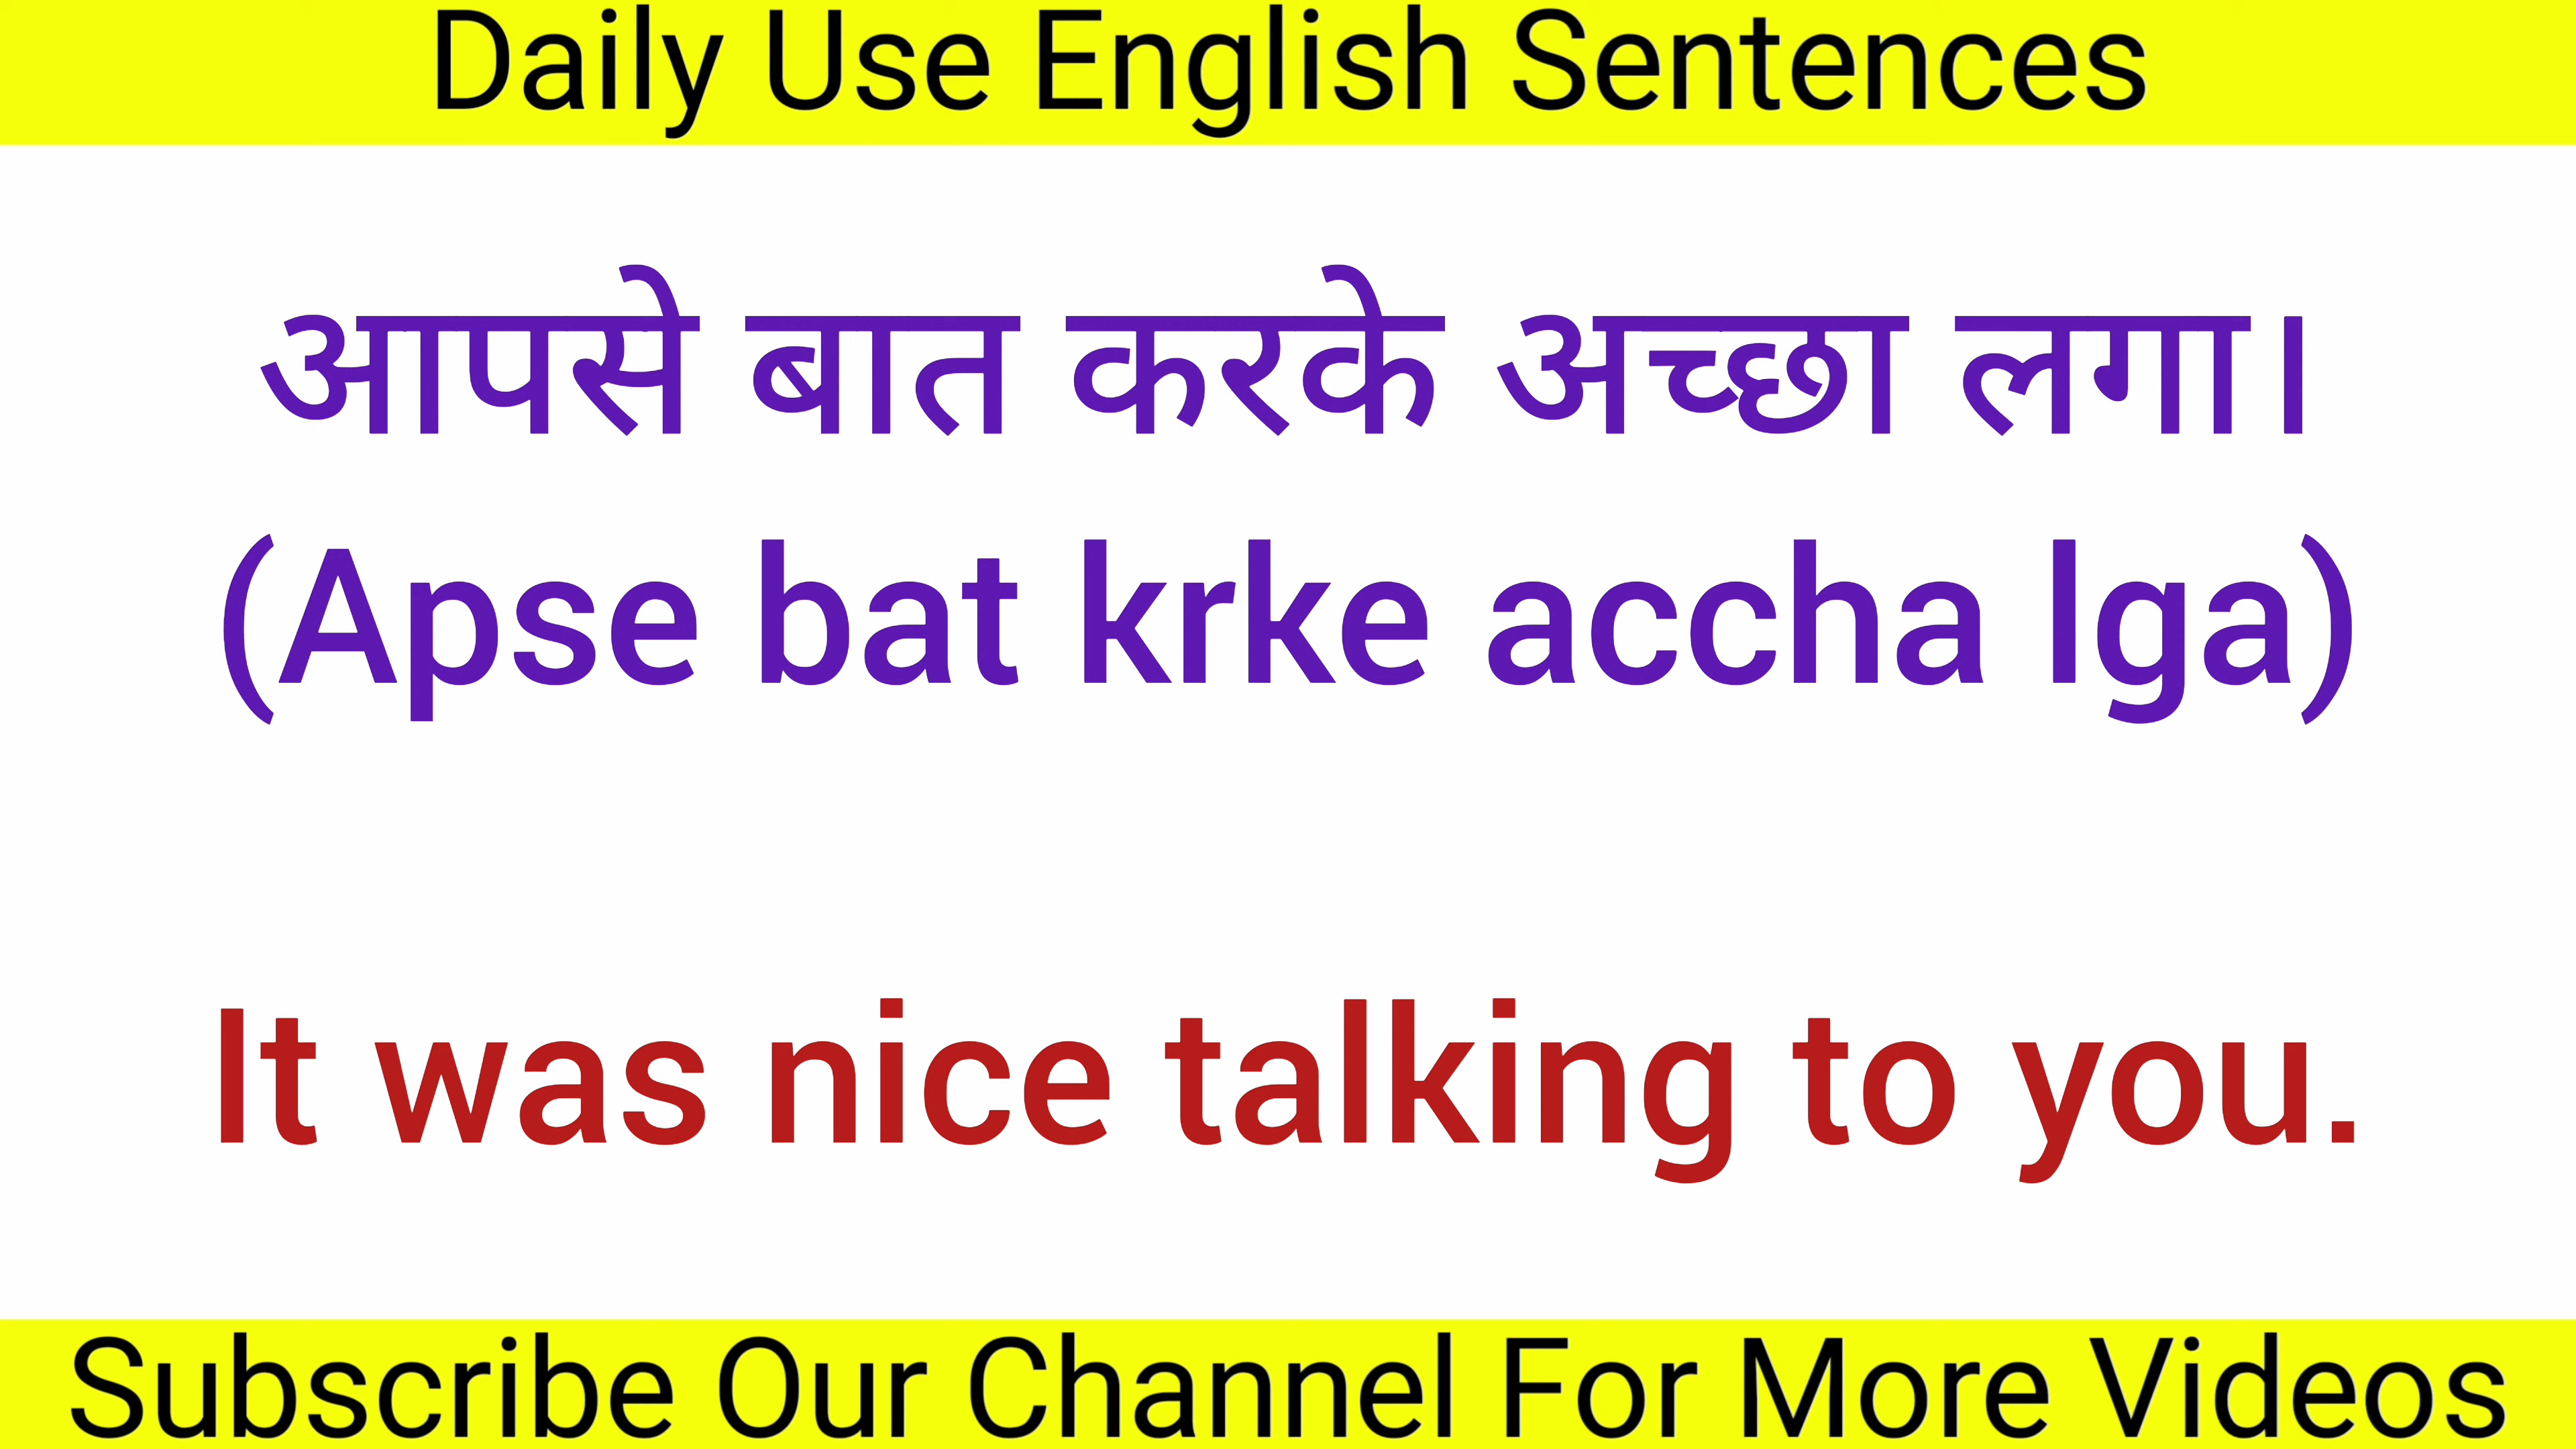 Daily Use English Sentences
आपसे बात करके अच्छा लगा।
(Apse bat krke accha lga)
It was nice talking to you.
Subscribe Our Channel For More Videos